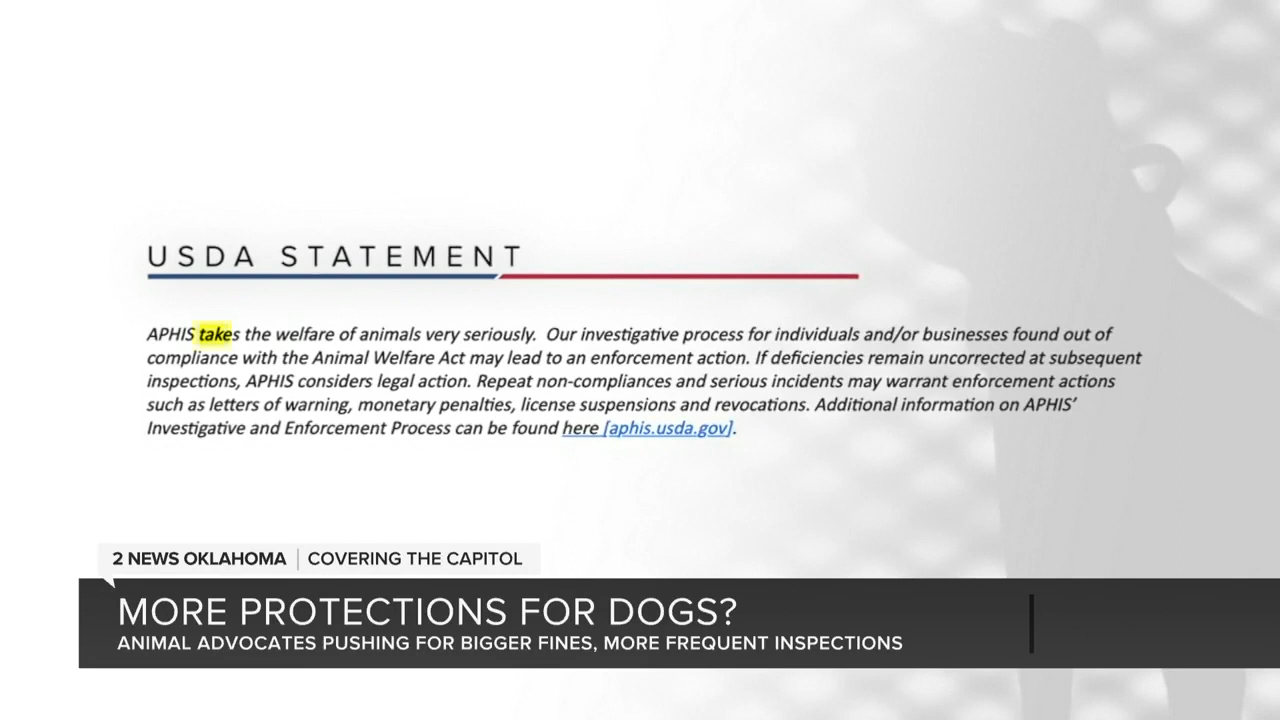 USDA STATEMENT
APHIS takes the welfare of animals very seriously.  Our investigative process for individuals and/or businesses found out of
compliance with the Animal Welfare Act may lead to an enforcement action. If deficiencies remain uncorrected at subsequent
inspections, APHIS considers legal action. Repeat non-compliances and serious incidents may warrant enforcement actions
such as letters of warning, monetary penalties, license suspensions and revocations. Additional information on APHIS’
Investigative and Enforcement Process can be found here [aphis.usda.gov].
2 NEWS OKLAHOMA | COVERING THE CAPITOL
MORE PROTECTIONS FOR DOGS?
ANIMAL ADVOCATES PUSHING FOR BIGGER FINES, MORE FREQUENT INSPECTIONS